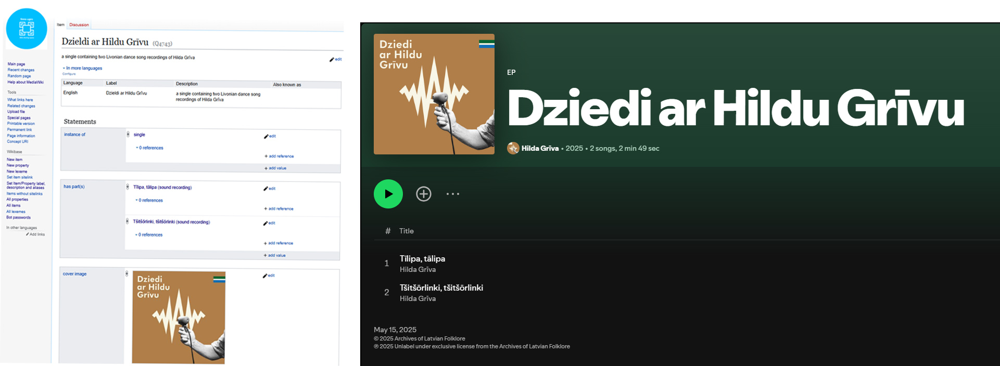 Item Discussion
Dzieldi ar Hildu Grīvu (Q4743)
a single containing two Livonian dance song recordings of Hilda Grīva
edit
In more languages
Configure
Language Label Description Also known as
English Dzieldi ar Hildu Grīvu a single containing two Livonian dance song
recordings of Hilda Grīva
Main page
Recent changes
Random page
Help about MediaWiki
Tools
What links here
Related changes
Upload file
Special pages
Printable version
Permanent link
Page information
Concept URI
Wikibase
New item
New property
New lexeme
Set item sitelink
Set Item/Property label,
description and aliases
Items without sitelinks
All properties
All items
All lexemes
Bot passwords
In other languages
Add links
Statements
instance of
single
edit
0 references
+ add reference
+ add value
has part(s)
Tīlipa, tālipa (sound recording)
edit
0 references
+ add reference
Tšitšōrlinki, tšitšōrlinki (sound recording)
edit
0 references
+ add reference
+ add value
cover image
edit
Dziedi
ar Hildu
Grīvu
Dziedi
ar Hildu
Grīvu
EP
Dziedi ar Hildu Grīvu
Hilda Grīva • 2025 • 2 songs, 2 min 49 sec
# Title
1 Tīlipa, tālipa
Hilda Grīva
2 Tšitšōrlinki, tšitšōrlinki
Hilda Grīva
May 15, 2025
© 2025 Archives of Latvian Folklore
℗ 2025 Unlabel under exclusive license from the Archives of Latvian Folklore